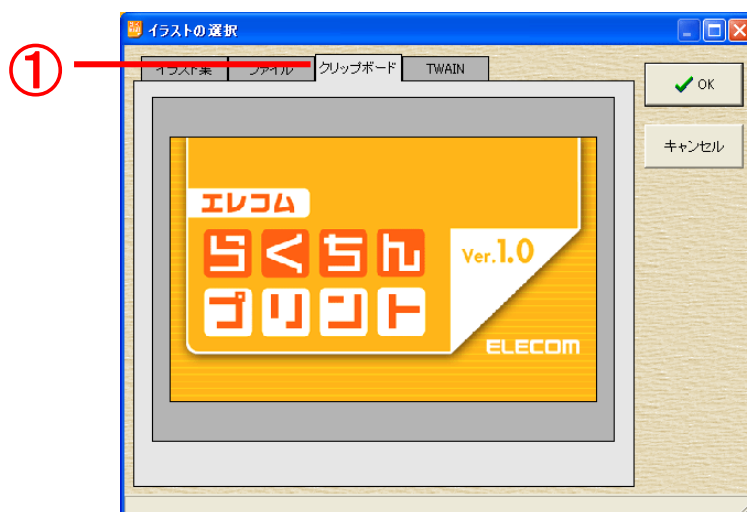 イラストの選択
①
イラスト集 ファイル クリップボード TWAIN
OK
キャンセル
エレコム
らくちん
プリント
Ver.1.0
ELECOM